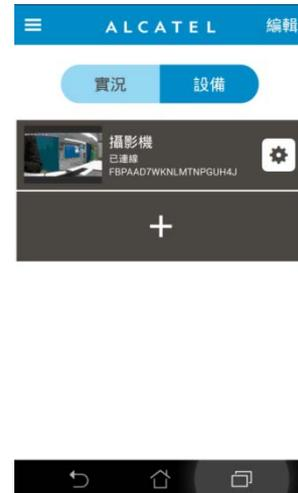 ALCATEL 編輯
實況 設備
攝影機
已連線
FBPAAD7WKNLMTNPGUH4J
+